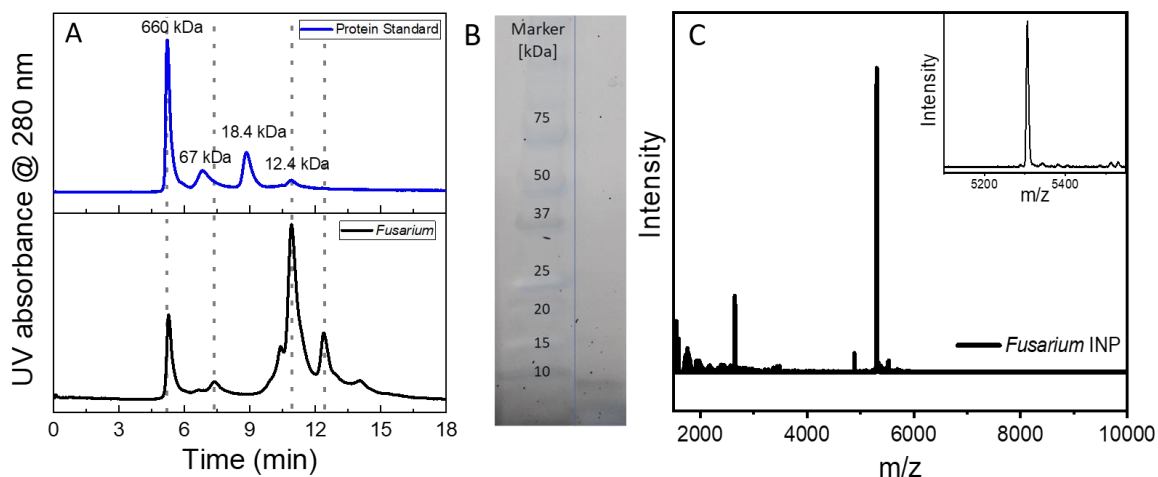 A
660 kDa
Protein Standard
67 kDa
18.4 kDa
12.4 kDa
Fusarium
UV absorbance @ 280 nm
0
3
6
9
12
15
18
Time (min)
B
Marker
[kDa]
75
50
37
25
20
15
10
C
Intensity
5200
5400
m/z
Fusarium INP
Intensity
2000
4000
6000
8000
10000
m/z